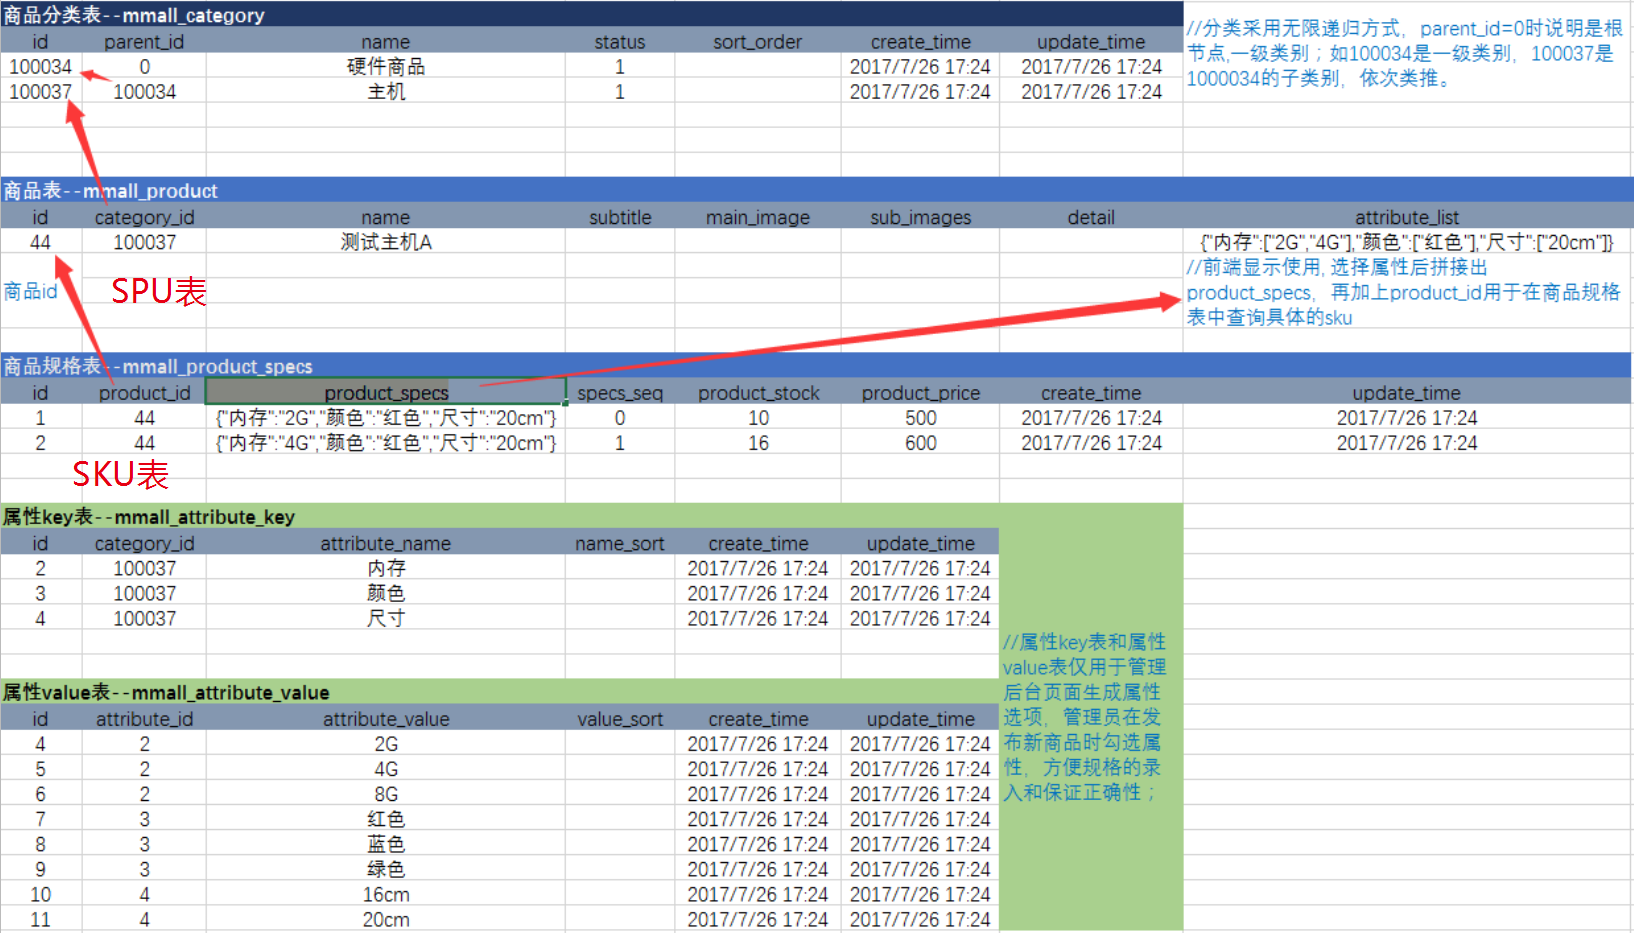 商品分类表--mmall_category
id parent_id name status sort_order create_time update_time
100034 0 硬件商品 1 2017/7/26 17:24 2017/7/26 17:24
100037 100034 主机 1 2017/7/26 17:24 2017/7/26 17:24
//分类采用无限递归方式，parent_id=0时说明是根
节点,一级类别；如100034是一级类别，100037是
1000034的子类别，依次类推。
商品表--mmall_product
id category_id name subtitle main_image sub_images detail attribute_list
44 100037 测试主机A {"内存":["2G","4G"],"颜色":["红色"],"尺寸":["20cm"]}
商品id
SPU表
//前端显示使用,选择属性后拼接出
product_specs，再加上product_id用于在商品规格
表中查询具体的sku
商品规格表--mmall_product_specs
id product_id product_specs specs_seq product_stock product_price create_time update_time
1 44 {"内存":"2G","颜色":"红色","尺寸":"20cm"} 0 10 500 2017/7/26 17:24 2017/7/26 17:24
2 44 {"内存":"4G","颜色":"红色","尺寸":"20cm"} 1 16 600 2017/7/26 17:24 2017/7/26 17:24
SKU表
属性key表--mmall_attribute_key
id category_id attribute_name name_sort create_time update_time
2 100037 内存 2017/7/26 17:24 2017/7/26 17:24
3 100037 颜色 2017/7/26 17:24 2017/7/26 17:24
4 100037 尺寸 2017/7/26 17:24 2017/7/26 17:24
属性value表--mmall_attribute_value
id attribute_id attribute_value value_sort create_time update_time
4 2 2G 2017/7/26 17:24 2017/7/26 17:24
5 2 4G 2017/7/26 17:24 2017/7/26 17:24
6 2 8G 2017/7/26 17:24 2017/7/26 17:24
7 3 红色 2017/7/26 17:24 2017/7/26 17:24
8 3 蓝色 2017/7/26 17:24 2017/7/26 17:24
9 3 绿色 2017/7/26 17:24 2017/7/26 17:24
10 4 16cm 2017/7/26 17:24 2017/7/26 17:24
11 4 20cm 2017/7/26 17:24 2017/7/26 17:24
//属性key表和属性
value表仅用于管理
后台页面生成属性
选项，管理员在发
布新商品时勾选属
性，方便规格的录
入和保证正确性；